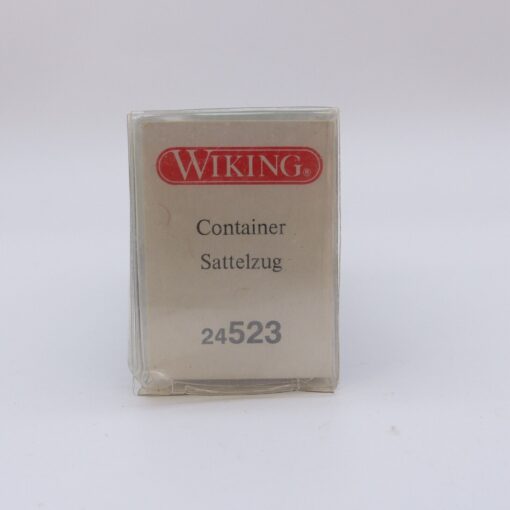 WIKING®
Container
Sattelzug
24523